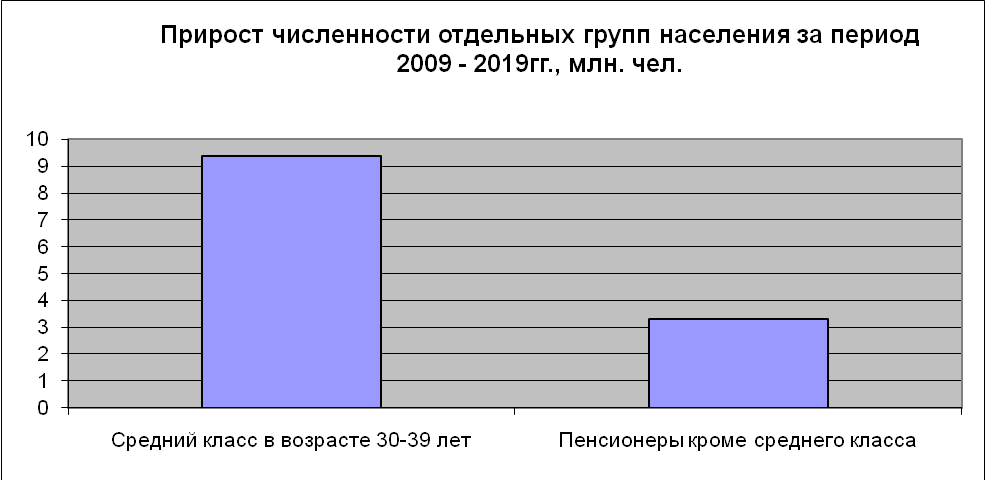 Прирост численности отдельных групп населения за период
2009 - 2019гг., млн. чел.
10
9
8
7
6
5
4
3
2
1
0
Средний класс в возрасте 30-39 лет
Пенсионеры кроме среднего класса